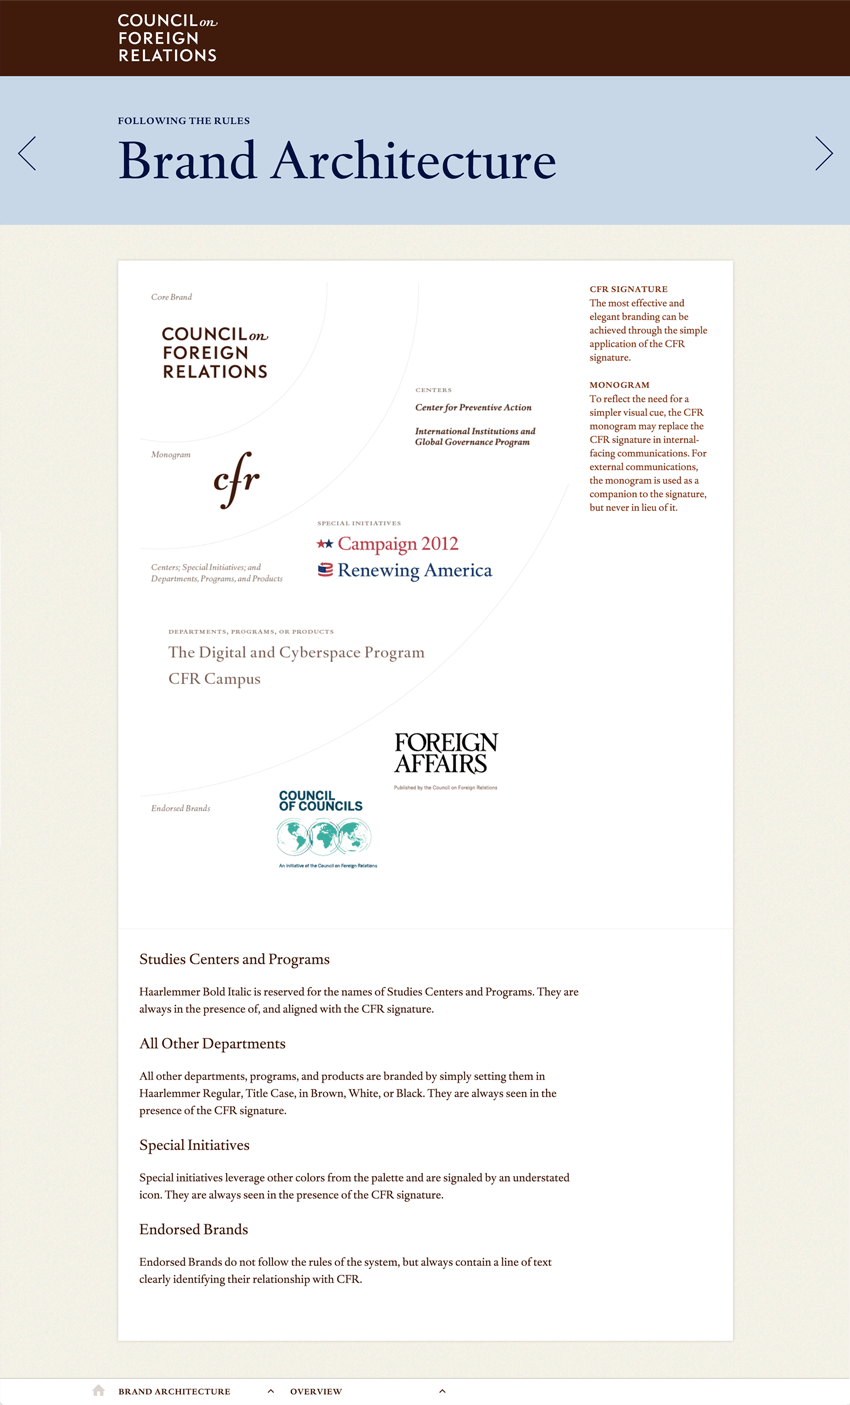 COUNCIL on
FOREIGN
RELATIONS
FOLLOWING THE RULES
Brand Architecture
Core Brand
COUNCIL on
FOREIGN
RELATIONS
CENTERS
Center for Preventive Action
International Institutions and
Global Governance Program
Monogram
cfr
SPECIAL INITIATIVES
Campaign 2012
Renewing America
Centers; Special Initiatives; and
Departments, Programs, and Products
DEPARTMENTS, PROGRAMS, OR PRODUCTS
The Digital and Cyberspace Program
CFR Campus
FOREIGN
AFFAIRS
Published by the Council on Foreign Relations
Endorsed Brands
COUNCIL
OF COUNCILS
An Initiative of the Council on Foreign Relations
CFR SIGNATURE
The most effective and
elegant branding can be
achieved through the simple
application of the CFR
signature.
MONOGRAM
To reflect the need for a
simpler visual cue, the CFR
monogram may replace the
CFR signature in internal-
facing communications. For
external communications,
the monogram is used as a
companion to the signature,
but never in lieu of it.
Studies Centers and Programs
Haarlemmer Bold Italic is reserved for the names of Studies Centers and Programs. They are
always in the presence of, and aligned with the CFR signature.
All Other Departments
All other departments, programs, and products are branded by simply setting them in
Haarlemmer Regular, Title Case, in Brown, White, or Black. They are always seen in the
presence of the CFR signature.
Special Initiatives
Special initiatives leverage other colors from the palette and are signaled by an understated
icon. They are always seen in the presence of the CFR signature.
Endorsed Brands
Endorsed Brands do not follow the rules of the system, but always contain a line of text
clearly identifying their relationship with CFR.
BRAND ARCHITECTURE
OVERVIEW